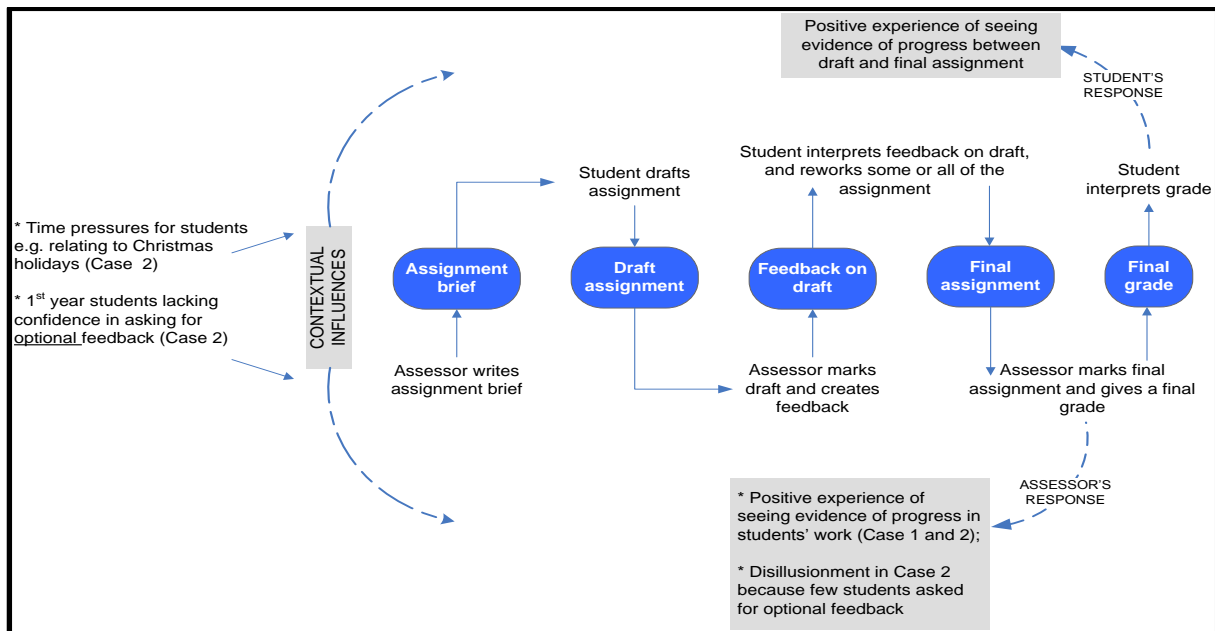 Positive experience of seeing
evidence of progress between
draft and final assignment
STUDENT'S
RESPONSE
Student drafts
assignment
Student interprets feedback on draft,
and reworks some or all of the
assignment
Student
interprets grade
* Time pressures for students
e.g. relating to Christmas
holidays (Case 2)
* 1st year students lacking
confidence in asking for
optional feedback (Case 2)
CONTEXTUAL
INFLUENCES
Assignment
brief
Draft
assignment
Feedback on
draft
Final
assignment
Final
grade
Assessor writes
assignment brief
Assessor marks
draft and creates
feedback
Assessor marks final
assignment and gives a final
grade
ASSESSOR'S
RESPONSE
* Positive experience of
seeing evidence of progress in
students' work (Case 1 and 2);
* Disillusionment in Case 2
because few students asked
for optional feedback